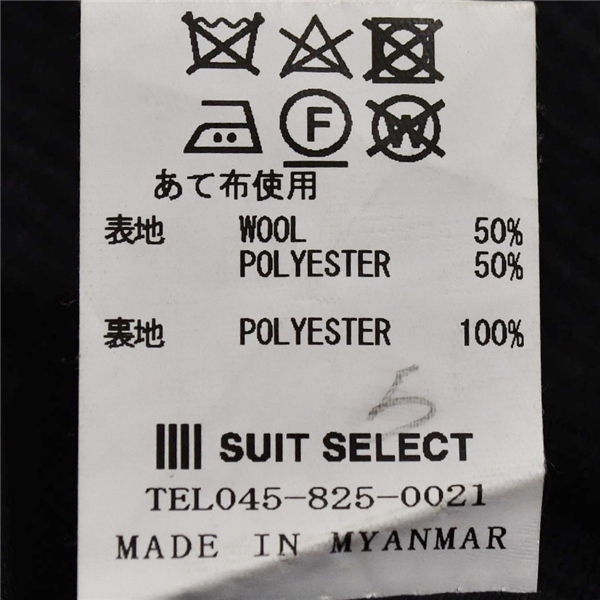 F W
あて布使用
表地 WOOL 50%
POLYESTER 50%
裏地 POLYESTER 100%
5
SUIT SELECT
TEL045-825-0021
MADE IN MYANMAR